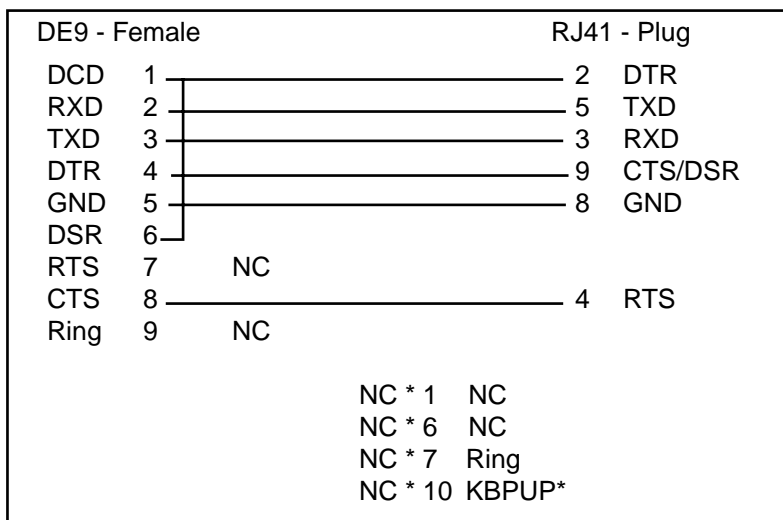 DE9 - Female RJ41 - Plug
DCD 1 2 DTR
RXD 2 5 TXD
TXD 3 3 RXD
DTR 4 9 CTS/DSR
GND 5 8 GND
DSR 6
RTS 7 NC
CTS 8 4 RTS
Ring 9 NC
NC * 1 NC
NC * 6 NC
NC * 7 Ring
NC * 10 KBPUP*